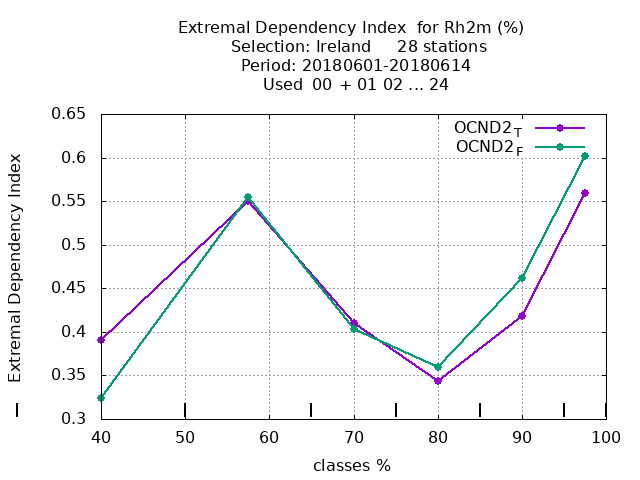 Extremal Dependency Index  for Rh2m (%)
Selection: Ireland     28 stations
Period: 20180601-20180614
Used  00 + 01 02 ... 24
OCND2_T
OCND2_F
0.65
0.6
0.55
0.5
0.45
0.4
0.35
0.3
Extremal Dependency Index
40 50 60 70 80 90 100
classes %